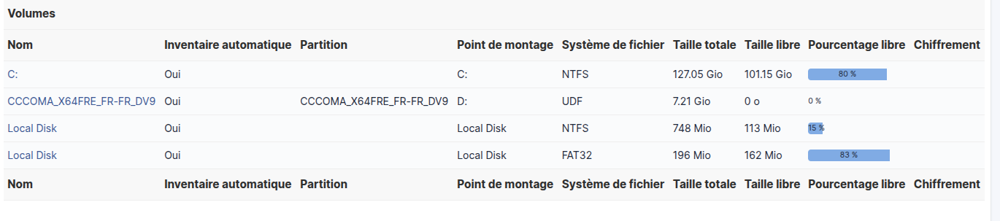 Volumes
Nom Inventaire automatique Partition Point de montage Système de fichier Taille totale Taille libre Pourcentage libre Chiffrement
C: Oui C: NTFS 127.05 Gio 101.15 Gio 80 %
CCCOMA_X64FRE_FR-FR_DV9 Oui CCCOMA_X64FRE_FR-FR_DV9 D: UDF 7.21 Gio 0 o 0 %
Local Disk Oui Local Disk NTFS 748 Mio 113 Mio 15 %
Local Disk Oui Local Disk FAT32 196 Mio 162 Mio 83 %
Nom Inventaire automatique Partition Point de montage Système de fichier Taille totale Taille libre Pourcentage libre Chiffrement